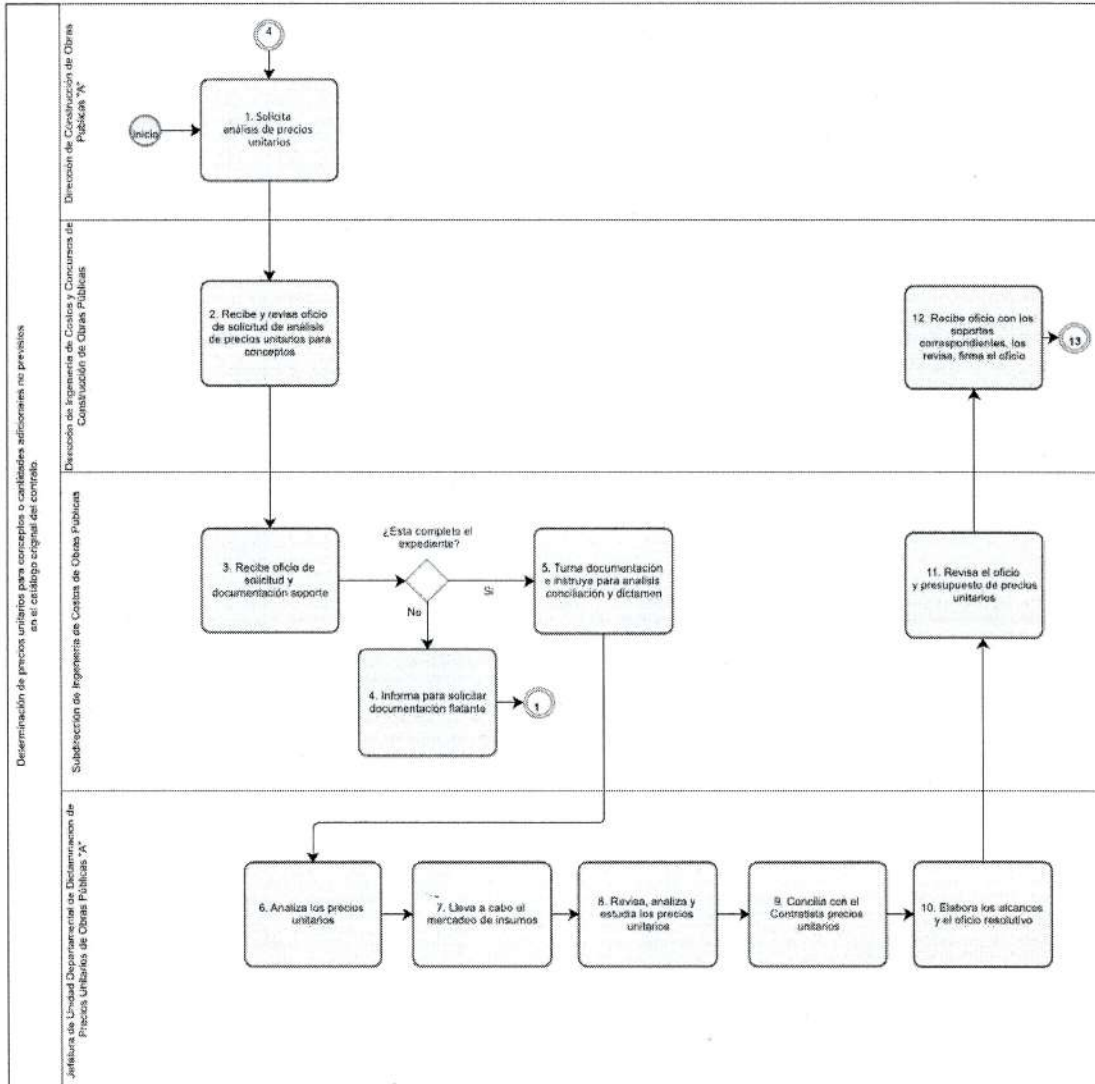 Determinación de precios unitarios para conceptos o cantidades adicionales no previstos
en el catálogo original del contrato.
Dirección de Construcción de Obras
Públicas "A"
4
Inicio
1. Solicita
análisis de precios
unitarios
Dirección de Ingeniería de Costos y Concursos de
Construcción de Obras Públicas
2. Recibe y revisa oficio
de solicitud de análisis
de precios unitarios para
conceptos
12. Recibe oficio con los
soportes
correspondientes, los
revisa, firma el oficio
13
Subdirección de Ingeniería de Costos de Obras Públicas
3. Recibe oficio de
solicitud y
documentación soporte
¿Esta completo el
expediente?
Si
No
5. Turna documentación
e instruye para analisis
conciliación y dictamen
4. Informa para solicitar
documentación flatante
1
11. Revisa el oficio
y presupuesto de precios
unitarios
Jefatura de Unidad Departamental de Dictaminacion de
Precios Unitarios de Obras Públicas "A"
6. Analiza los precios
unitarios
7. Lleva a cabo el
mercadeo de insumos
8. Revisa, analiza y
estudia los precios
unitarios
9. Concilia con el
Contratista precios
unitarios
10. Elabora los alcances
y el oficio resolutivo